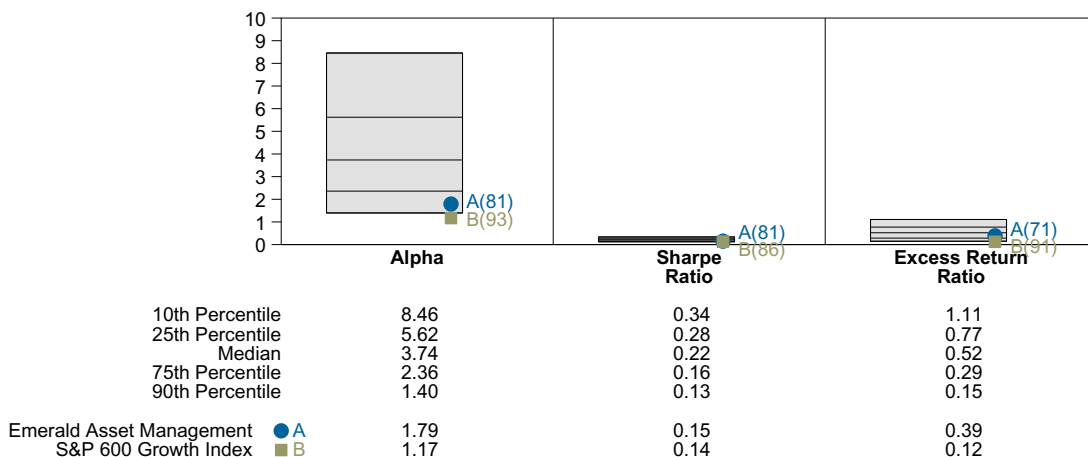 10
9
8
7
6
5
4
3
2
1
0
A(81)
B(93)
A(81)
B(86)
A(71)
B(91)
Alpha
Sharpe
Ratio
Excess Return
Ratio
10th Percentile 8.46 0.34 1.11
25th Percentile 5.62 0.28 0.77
Median 3.74 0.22 0.52
75th Percentile 2.36 0.16 0.29
90th Percentile 1.40 0.13 0.15
Emerald Asset Management A 1.79 0.15 0.39
S&P 600 Growth Index B 1.17 0.14 0.12